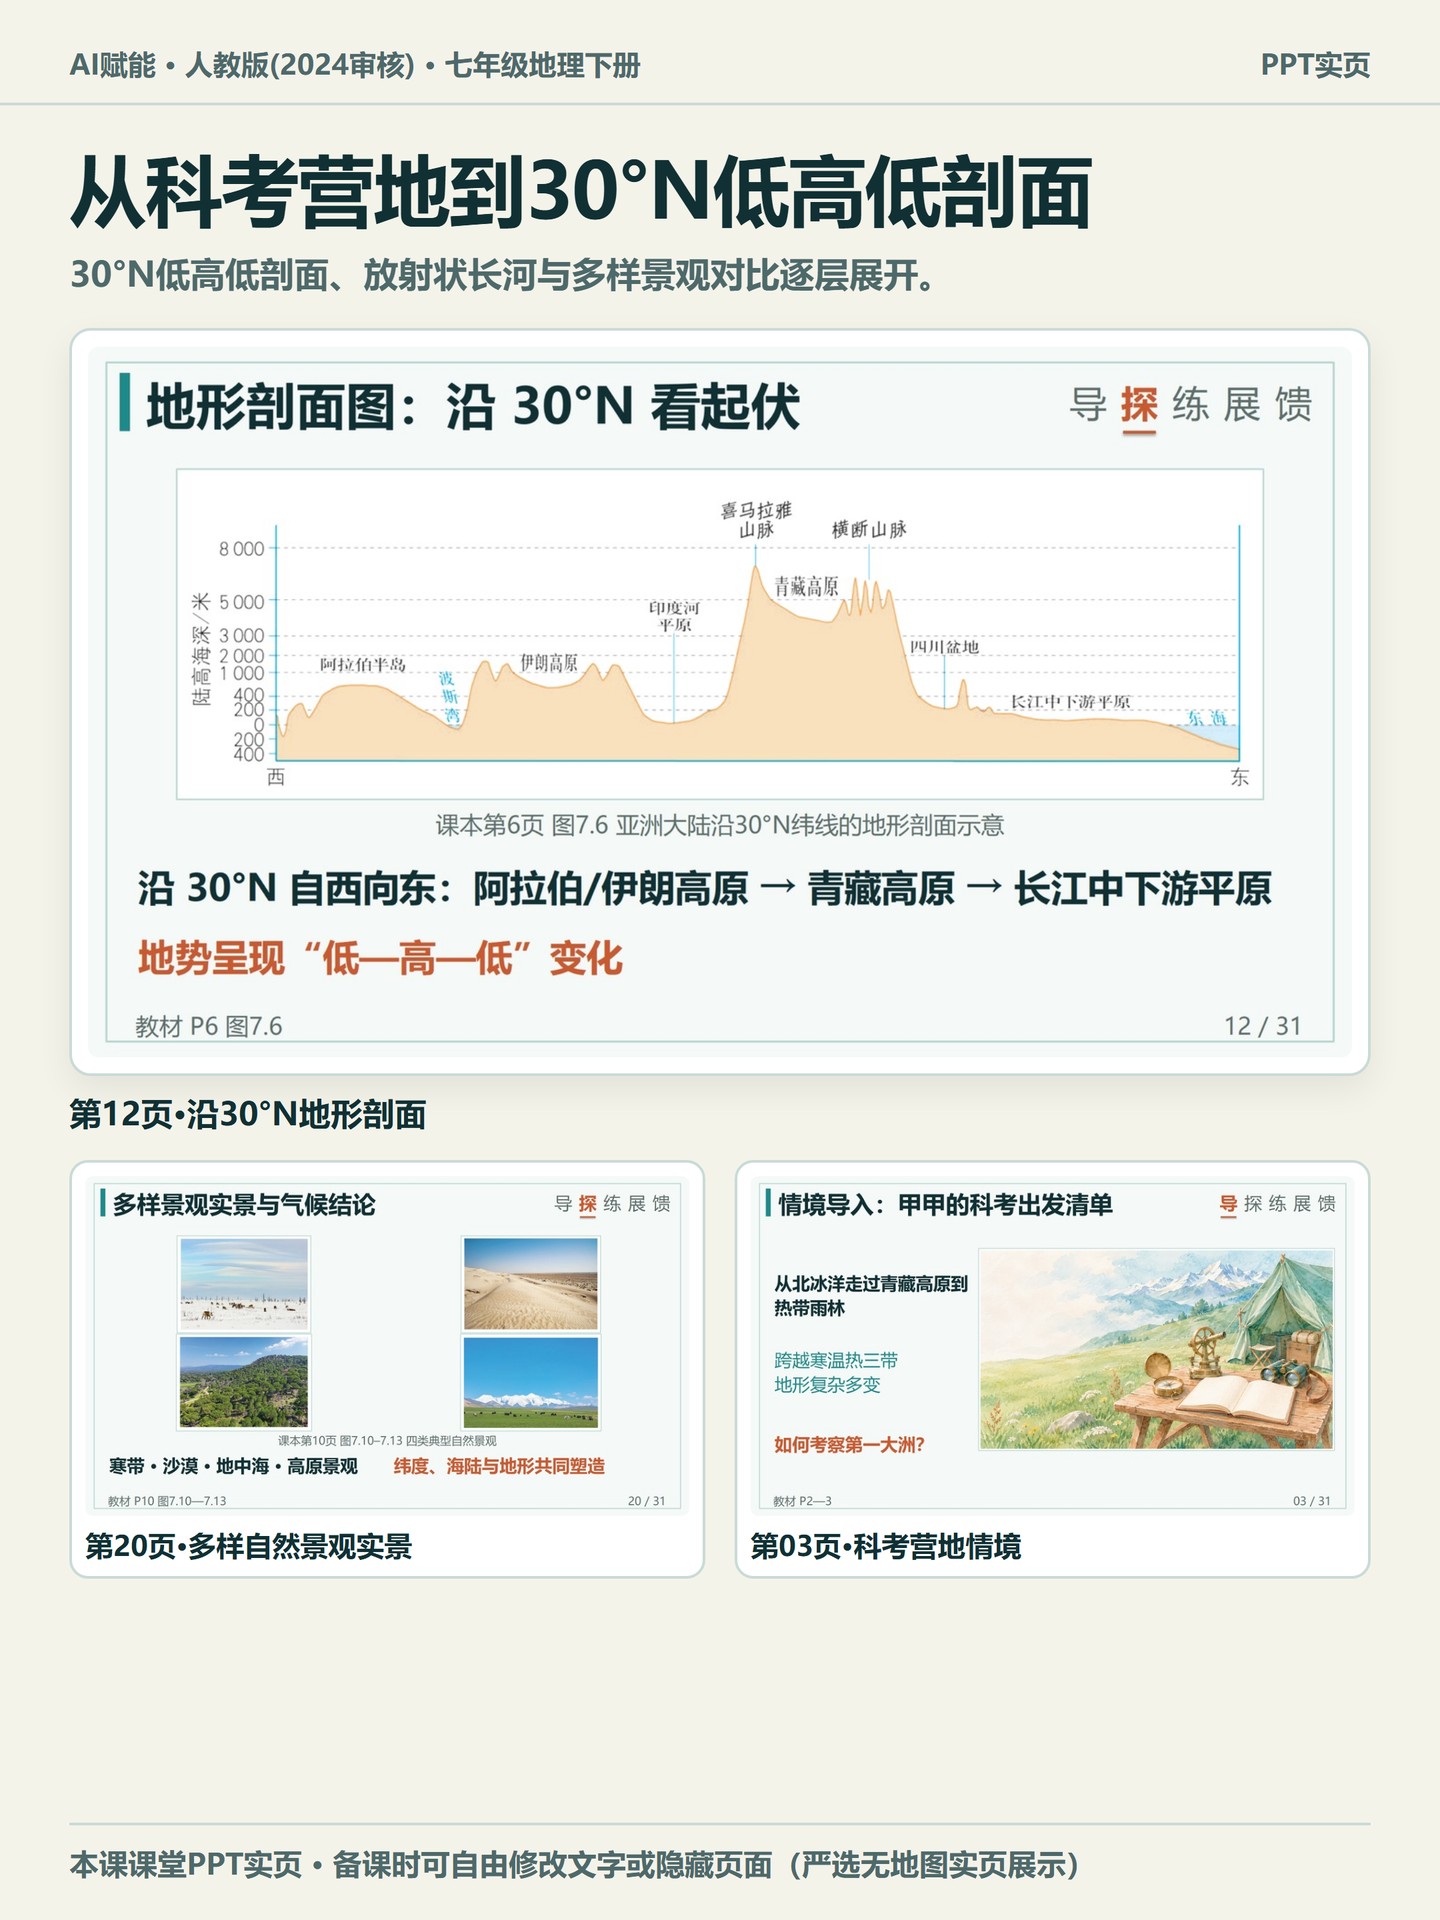 AI赋能 • 人教版(2024审核) • 七年级地理下册
PPT实页
从科考营地到30°N低高低剖面
30°N低高低剖面、放射状长河与多样景观对比逐层展开。
地形剖面图：沿 30°N 看起伏
导 探 练 展 馈
喜马拉雅
山脉
横断山脉
8 000
青藏高原
5 000
印度河
平原
3 000
四川盆地
2 000
阿拉伯半岛
伊朗高原
1 000
波斯湾
400
长江中下游平原
200
东海
0
200
400
陆高海深/米
西
东
课本第6页 图7.6 亚洲大陆沿30°N纬线的地形剖面示意
沿 30°N 自西向东：阿拉伯/伊朗高原 → 青藏高原 → 长江中下游平原
地势呈现“低—高—低”变化
教材 P6 图7.6
12 / 31
第12页•沿30°N地形剖面
多样景观实景与气候结论
导 探 练 展 馈
课本第10页 图7.10–7.13 四类典型自然景观
寒带・沙漠・地中海・高原景观
纬度、海陆与地形共同塑造
教材 P10 图7.10—7.13
20 / 31
第20页•多样自然景观实景
情境导入：甲甲的科考出发清单
导 探 练 展 馈
从北冰洋走过青藏高原到
热带雨林
跨越寒温热三带
地形复杂多变
如何考察第一大洲?
教材 P2—3
03 / 31
第03页•科考营地情境
本课课堂PPT实页 • 备课时可自由修改文字或隐藏页面（严选无地图实页展示）